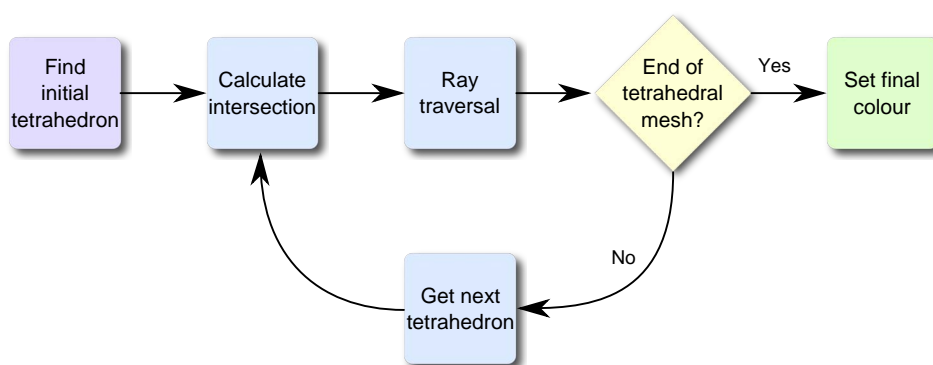 Find
initial
tetrahedron
Calculate
intersection
Ray
traversal
End of
tetrahedral
mesh?
Yes
Set final
colour
No
Get next
tetrahedron